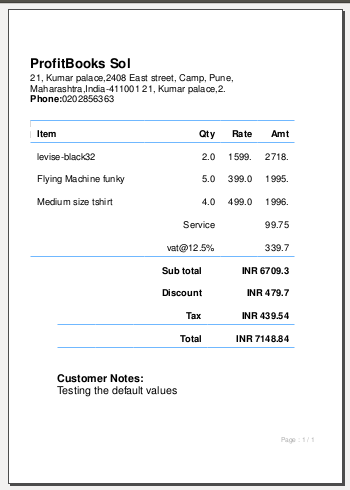 ProfitBooks Sol
21, Kumar palace,2408 East street, Camp, Pune,
Maharashtra,India-411001 21, Kumar palace,2.
Phone:0202856363
Item Qty Rate Amt
levise-black32 2.0 1599. 2718.
Flying Machine funky 5.0 399.0 1995.
Medium size tshirt 4.0 499.0 1996.
Service 99.75
vat@12.5% 339.7
Sub total INR 6709.3
Discount INR 479.7
Tax INR 439.54
Total INR 7148.84
Customer Notes:
Testing the default values
Page : 1 / 1